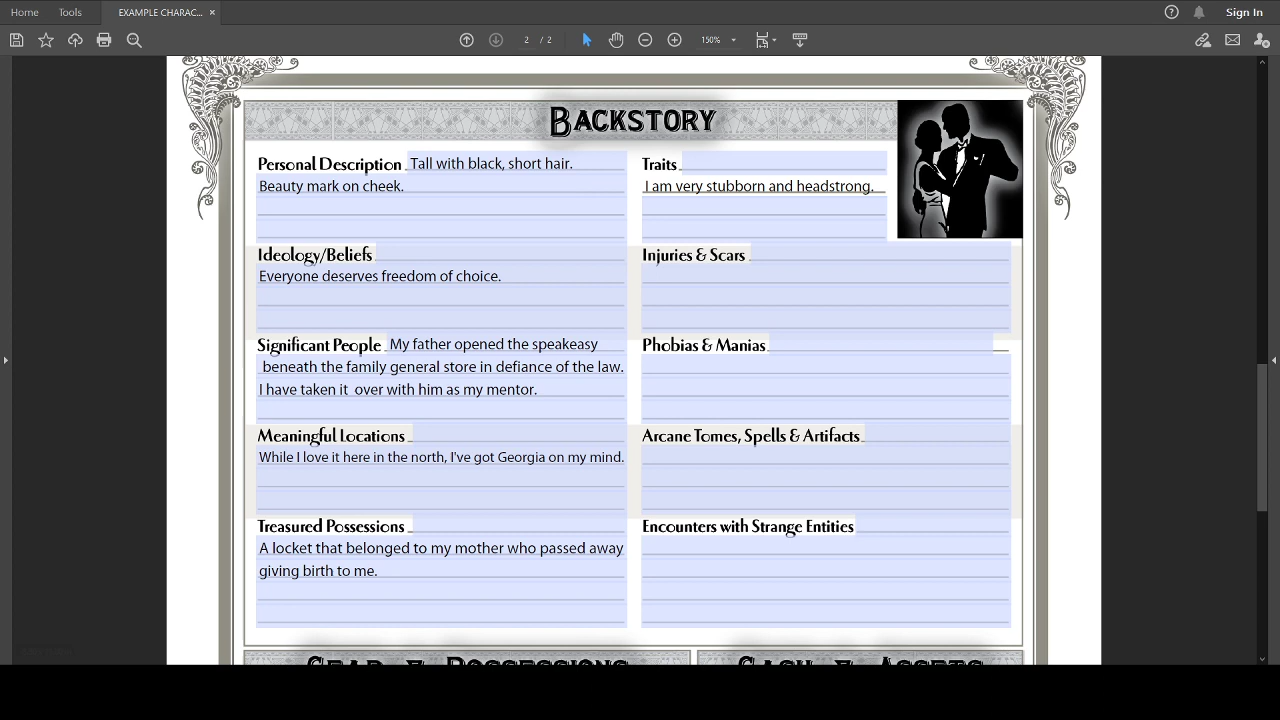 Home Tools EXAMPLE CHARAC... × Sign In
2 / 2 150%
Backstory
Personal Description Tall with black, short hair.
Beauty mark on cheek.
Traits
I am very stubborn and headstrong.
Ideology/Beliefs
Everyone deserves freedom of choice.
Injuries & Scars
Significant People My father opened the speakeasy
beneath the family general store in defiance of the law.
I have taken it over with him as my mentor.
Phobias & Manias
Meaningful Locations
While I love it here in the north, I've got Georgia on my mind.
Arcane Tomes, Spells & Artifacts
Treasured Possessions
A locket that belonged to my mother who passed away
giving birth to me.
Encounters with Strange Entities
Gear & Possessions
Cash & Assets